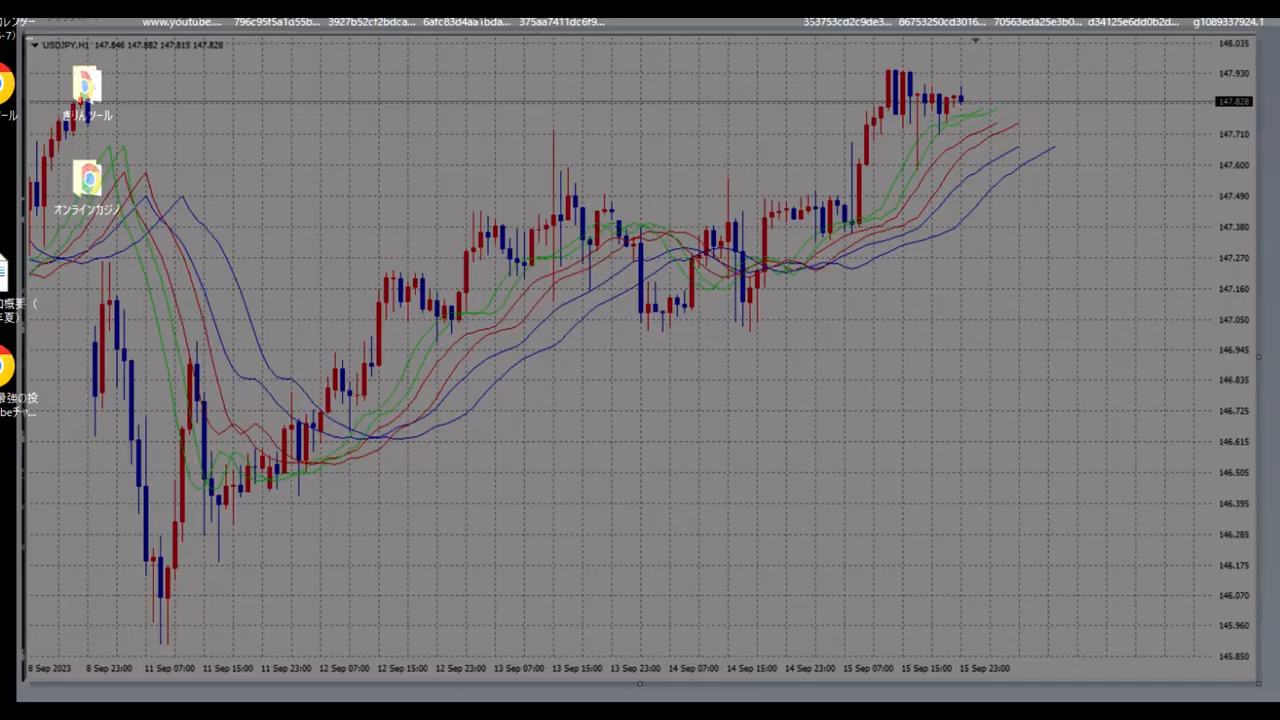 www.youtube....
796c95f5a1d55b...
3927b52cf2bdca...
6afc83d4aa1bda...
375aa7411dc6f9...
353753cd2c9de3...
86753250cd3016...
70563eda25e3b0...
d34125e6dd0b2d...
g1089337924.1
USDJPY,H1 147.846 147.882 147.815 147.828
きりんツール
オンラインカジノ
148.035
147.930
147.828
147.710
147.600
147.490
147.380
147.270
147.160
147.050
146.945
146.835
146.725
146.615
146.505
146.395
146.285
146.175
146.070
145.960
145.850
8 Sep 2023
8 Sep 23:00
11 Sep 07:00
11 Sep 15:00
11 Sep 23:00
12 Sep 07:00
12 Sep 15:00
12 Sep 23:00
13 Sep 07:00
13 Sep 15:00
13 Sep 23:00
14 Sep 07:00
14 Sep 15:00
14 Sep 23:00
15 Sep 07:00
15 Sep 15:00
15 Sep 23:00